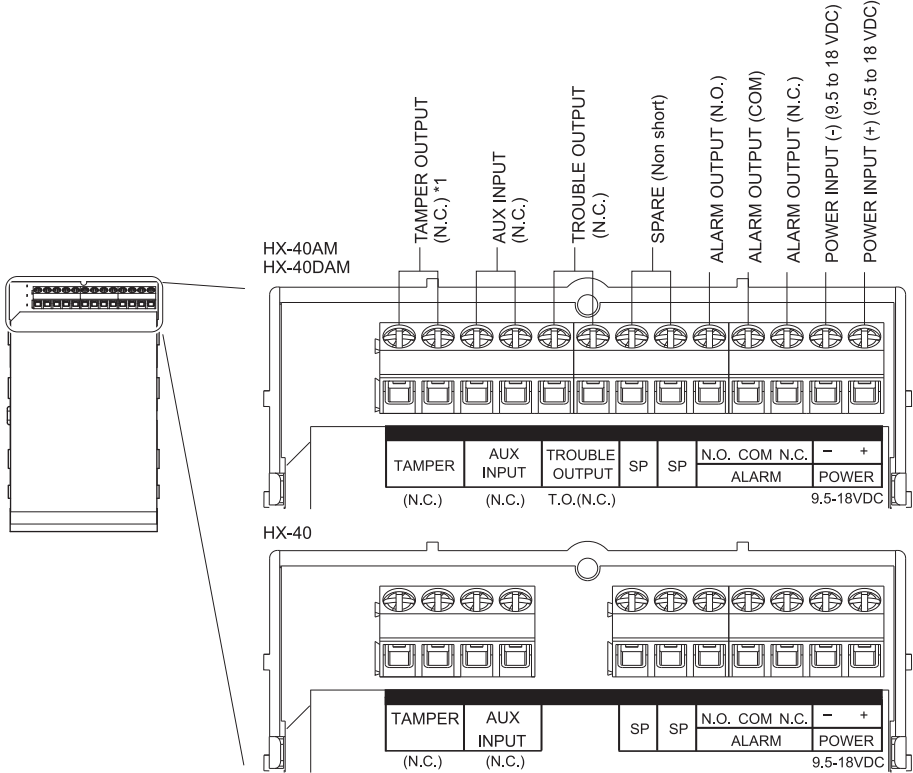 TAMPER OUTPUT
(N.C.) *1
AUX INPUT
(N.C.)
TROUBLE OUTPUT
(N.C.)
SPARE (Non short)
ALARM OUTPUT (N.O.)
ALARM OUTPUT (COM)
ALARM OUTPUT (N.C.)
POWER INPUT (-) (9.5 to 18 VDC)
POWER INPUT (+) (9.5 to 18 VDC)
HX-40AM
HX-40DAM
TAMPER
(N.C.)
AUX
INPUT
(N.C.)
TROUBLE
OUTPUT
T.O.(N.C.)
SP
SP
N.O. COM N.C.
ALARM
− +
POWER
9.5-18VDC
HX-40
TAMPER
(N.C.)
AUX
INPUT
(N.C.)
SP
SP
N.O. COM N.C.
ALARM
− +
POWER
9.5-18VDC